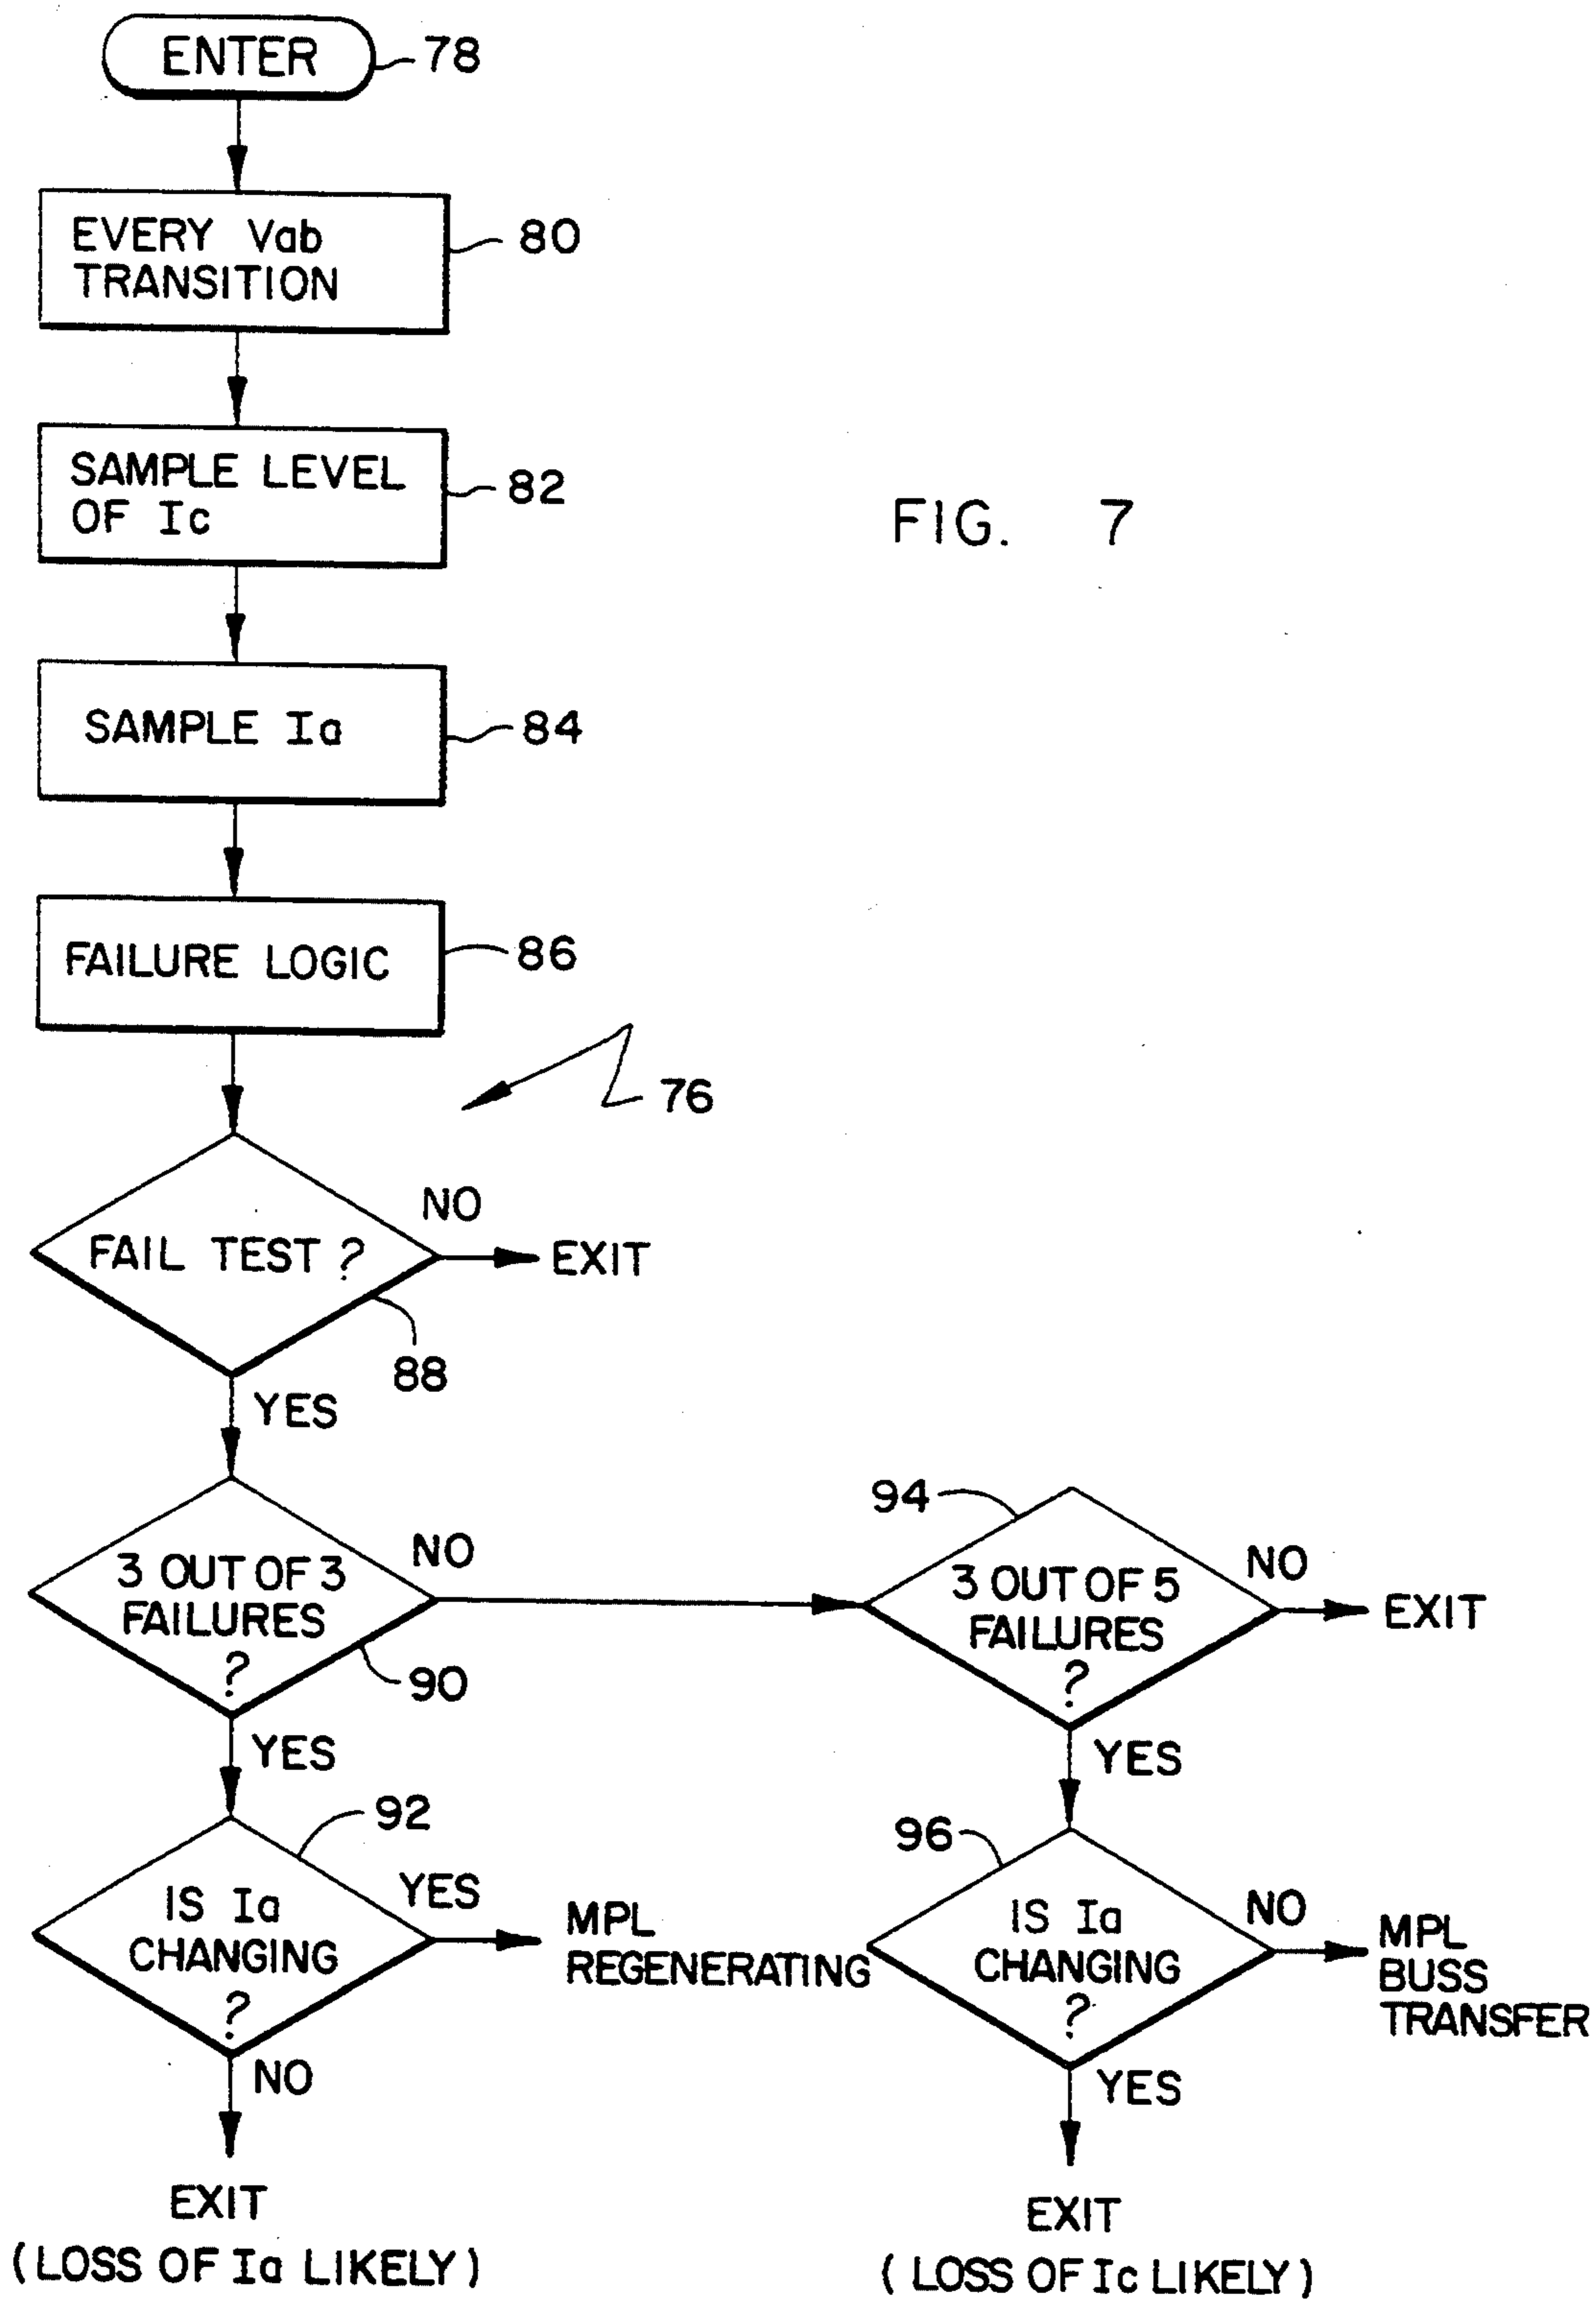 ENTER
78
EVERY Vab
TRANSITION
80
SAMPLE LEVEL
OF Ic
82
FIG. 7
SAMPLE Ia
84
FAILURE LOGIC
86
76
FAIL TEST ?
NO
EXIT
88
YES
3 OUT OF 3
FAILURES
?
NO
90
94
3 OUT OF 5
FAILURES
?
NO
EXIT
YES
92
IS Ia
CHANGING
?
YES
MPL
REGENERATING
YES
96
IS Ia
CHANGING
?
NO
MPL
BUSS
TRANSFER
NO
EXIT
(LOSS OF Ia LIKELY)
YES
EXIT
(LOSS OF Ic LIKELY)